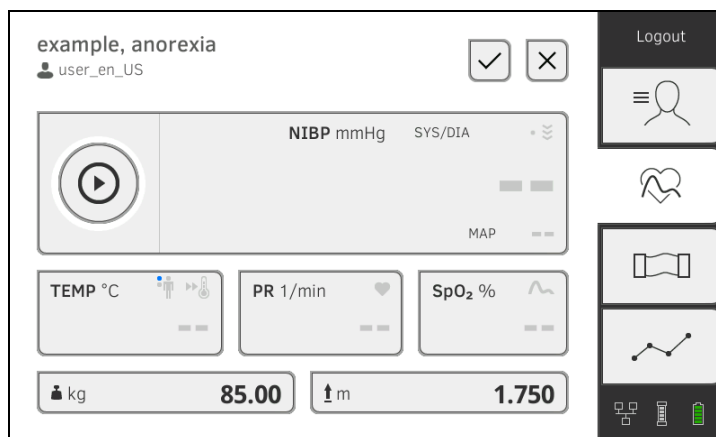 example, anorexia
user_en_US
Logout
NIBP mmHg SYS/DIA
-- --
MAP --
TEMP °C
--
PR 1/min
--
SpO₂ %
--
kg 85.00
m 1.750